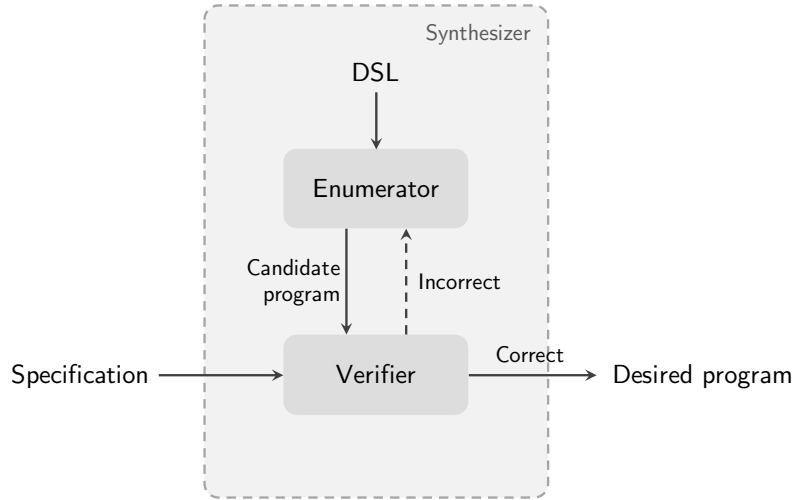 Synthesizer
DSL
Enumerator
Candidate
program
Incorrect
Specification
Verifier
Correct
Desired program